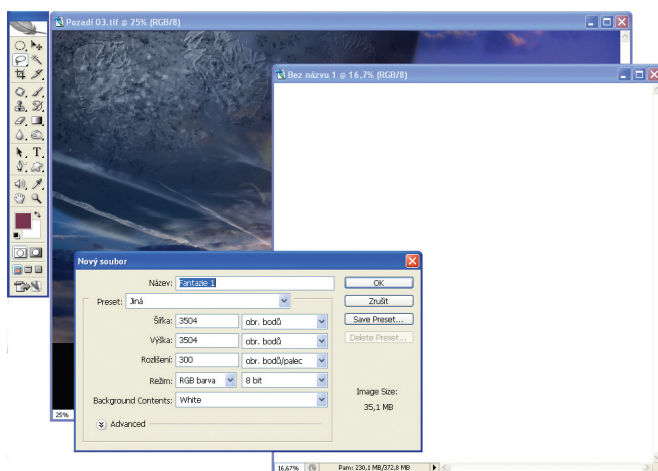 Pozadí 03.tif @ 25% (RGB/8)
Bez názvu 1 @ 16,7% (RGB/8)
Nový soubor
Název: Fantazie 1
OK
Preset: Jiná
Zrušit
Šířka: 3504 obr. bodů
Save Preset...
Výška: 3504 obr. bodů
Delete Preset...
Rozlišení: 300 obr. bodů/palec
Režim: RGB barva 8 bit
Image Size:
Background Contents: White
35,1 MB
Advanced
25%
16,67% Pam: 230,1 MB/372,8 MB